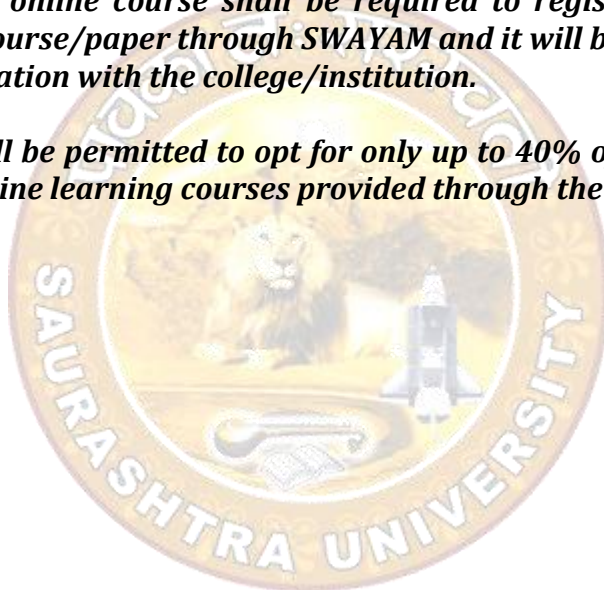 online course shall be required to regis
ourse/paper through SWAYAM and it will b
ation with the college/institution.
ll be permitted to opt for only up to 40% o
ine learning courses provided through the
SAURASHTRA UNIVERSITY